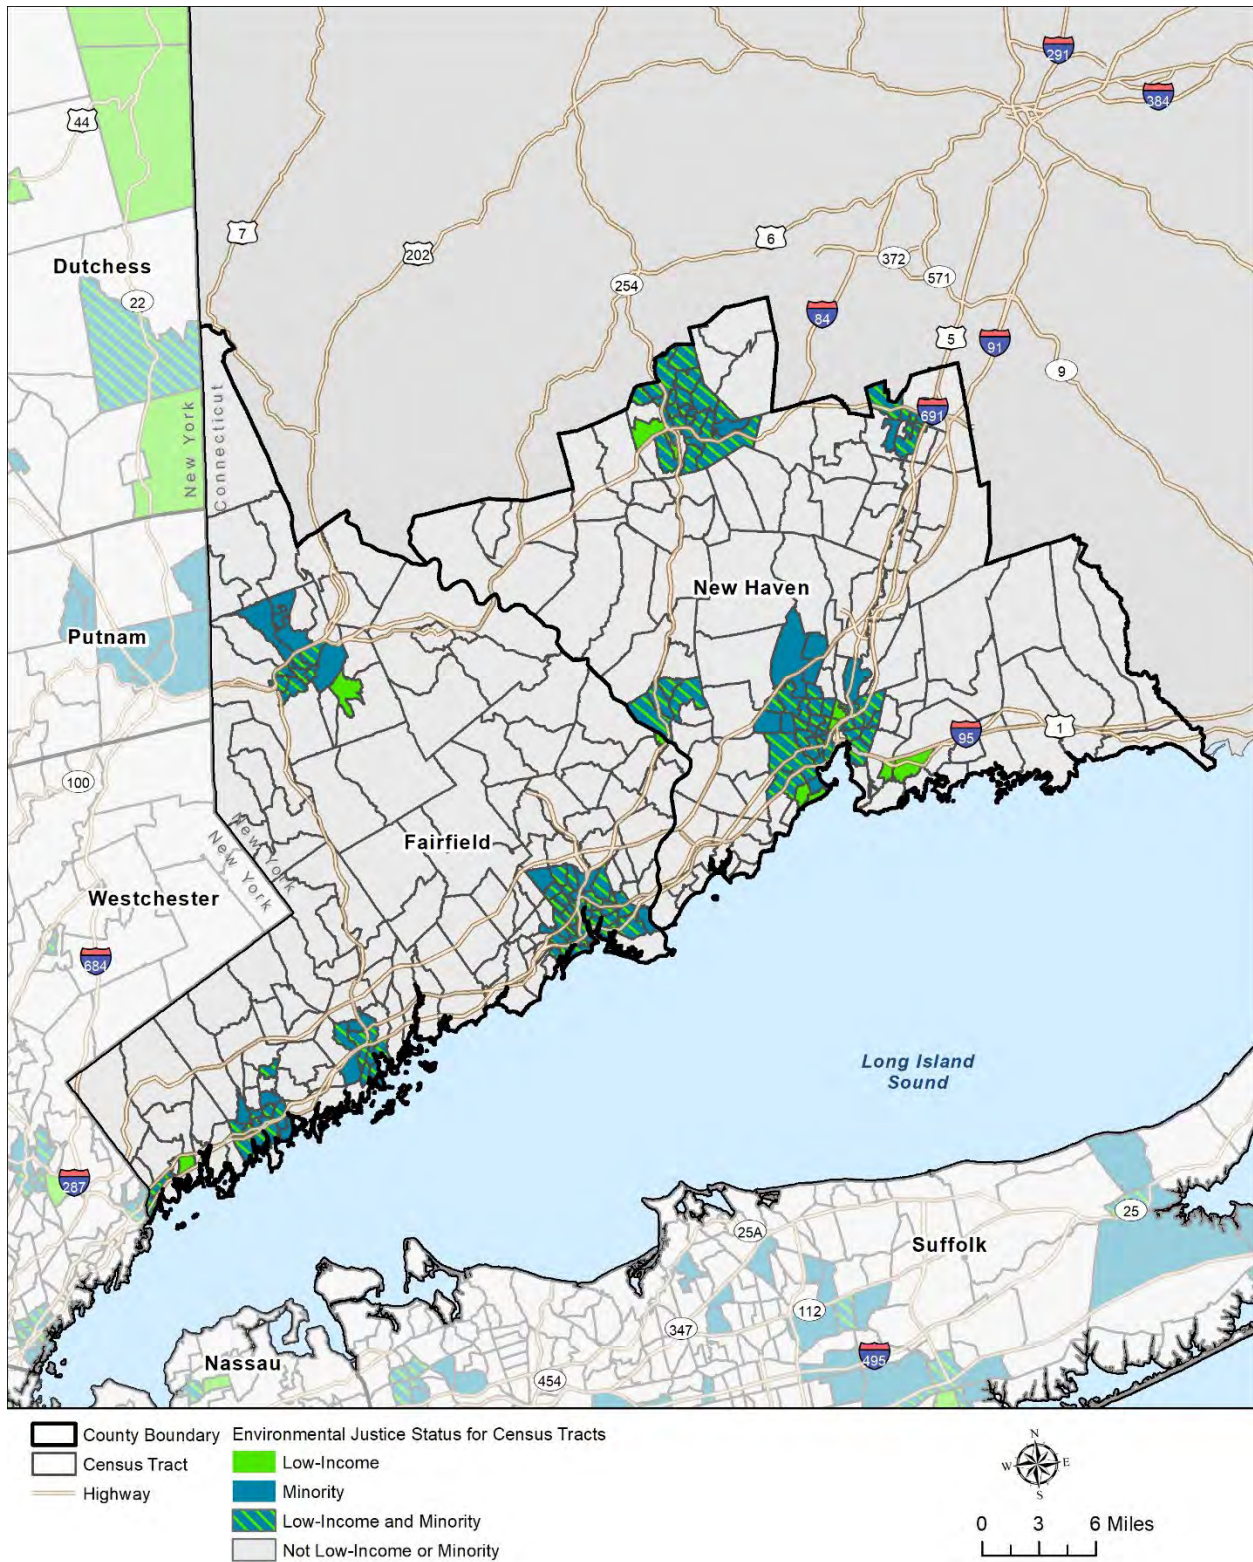 291
384
44
7
202
6
Dutchess
372
571
254
22
84
5
91
9
691
New York
Connecticut
New Haven
Putnam
1
95
100
New York
New York
Fairfield
Westchester
684
Long Island
Sound
287
25
25A
Suffolk
112
347
495
Nassau
454
County Boundary
Census Tract
Highway
Environmental Justice Status for Census Tracts
Low-Income
Minority
Low-Income and Minority
Not Low-Income or Minority
N
W E
S
0 3 6 Miles